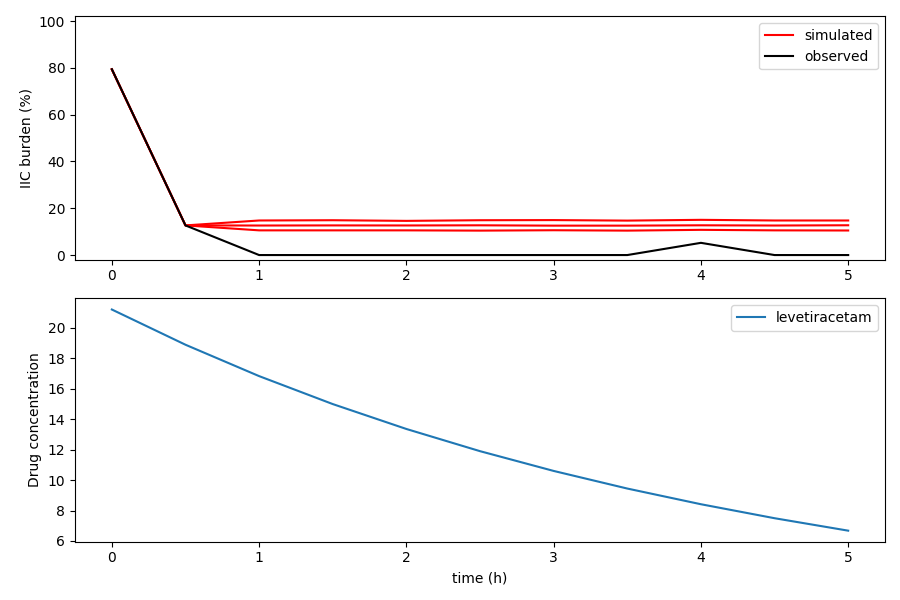 100
80
60
40
20
0
IIC burden (%)
simulated
observed
0 1 2 3 4 5
20
18
16
14
12
10
8
6
Drug concentration
levetiracetam
0 1 2 3 4 5
time (h)